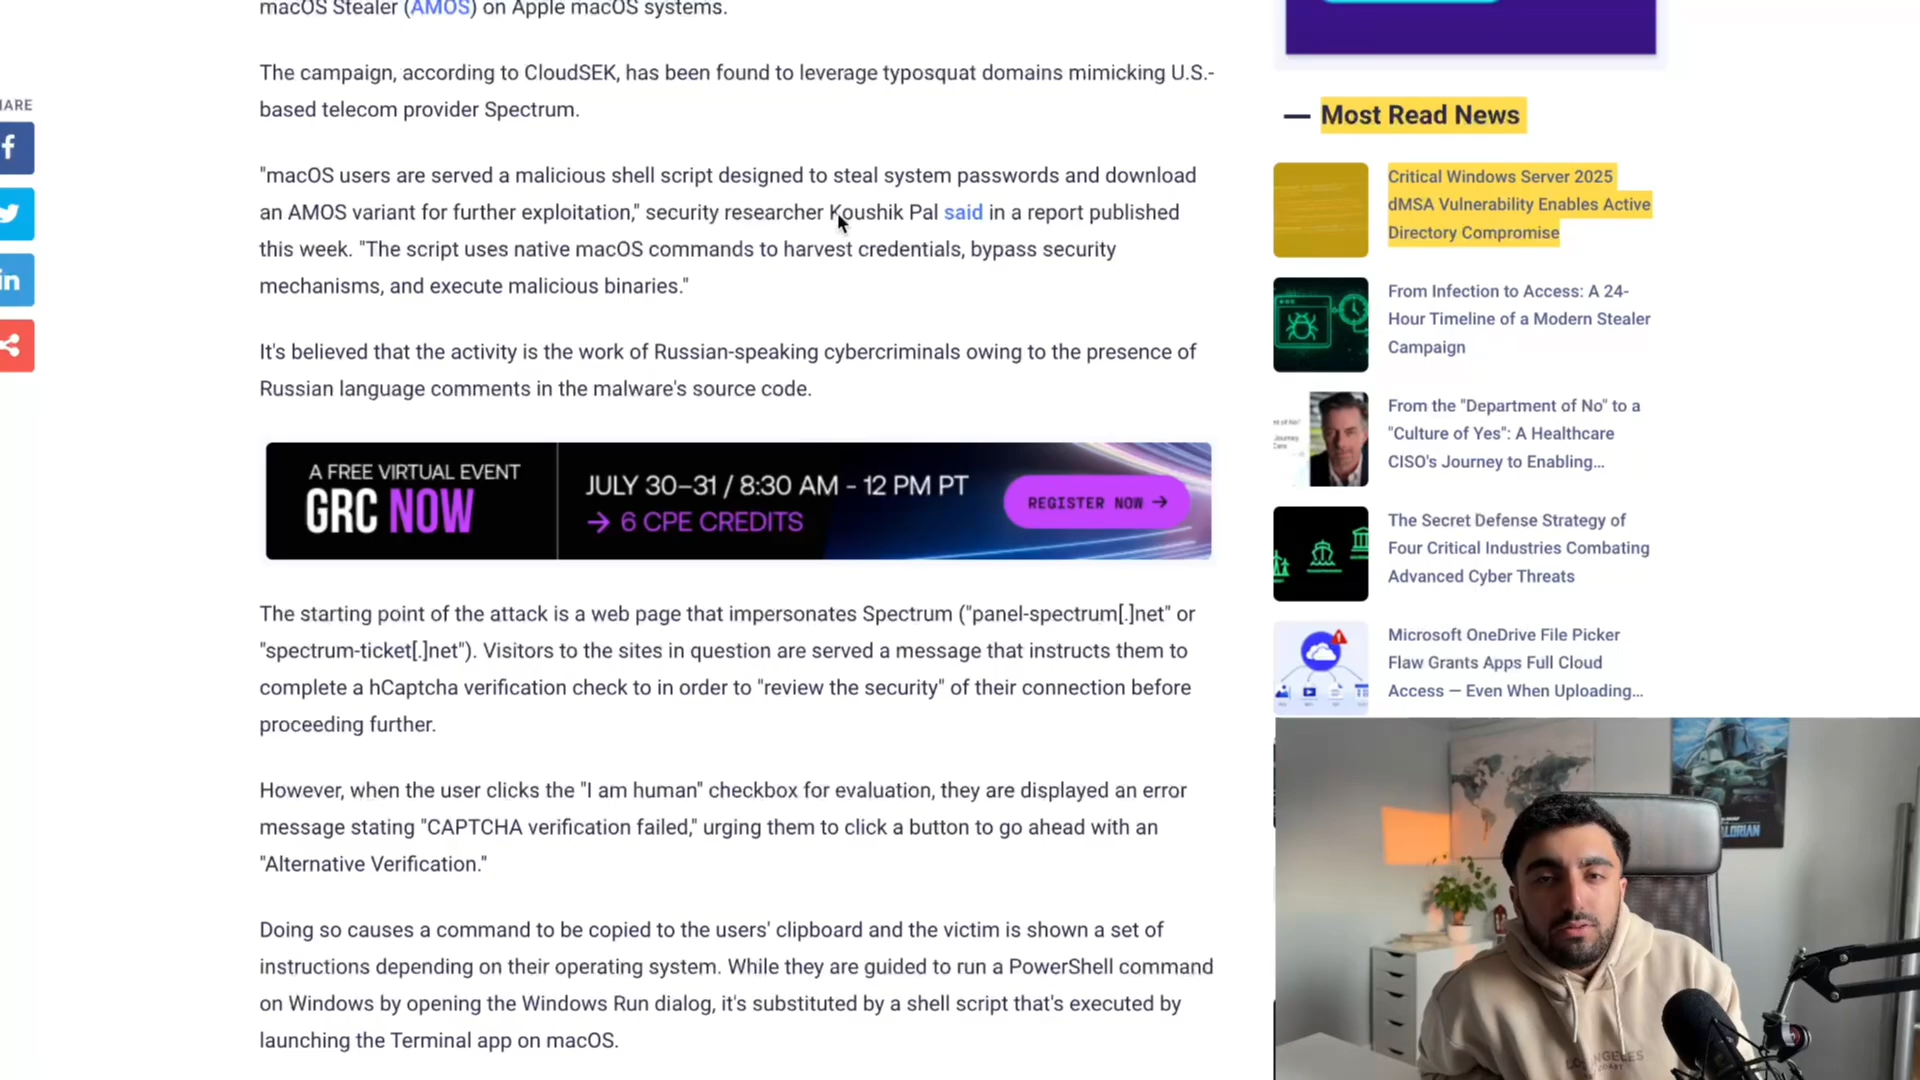 macOS Stealer (AMOS) on Apple macOS systems.
The campaign, according to CloudSEK, has been found to leverage typosquat domains mimicking U.S.-
based telecom provider Spectrum.
"macOS users are served a malicious shell script designed to steal system passwords and download
an AMOS variant for further exploitation," security researcher Koushik Pal said in a report published
this week. "The script uses native macOS commands to harvest credentials, bypass security
mechanisms, and execute malicious binaries."
It's believed that the activity is the work of Russian-speaking cybercriminals owing to the presence of
Russian language comments in the malware's source code.
A FREE VIRTUAL EVENT
GRC NOW
JULY 30–31 / 8:30 AM - 12 PM PT
→ 6 CPE CREDITS
REGISTER NOW →
The starting point of the attack is a web page that impersonates Spectrum ("panel-spectrum[.]net" or
"spectrum-ticket[.]net"). Visitors to the sites in question are served a message that instructs them to
complete a hCaptcha verification check to in order to "review the security" of their connection before
proceeding further.
However, when the user clicks the "I am human" checkbox for evaluation, they are displayed an error
message stating "CAPTCHA verification failed," urging them to click a button to go ahead with an
"Alternative Verification."
Doing so causes a command to be copied to the users' clipboard and the victim is shown a set of
instructions depending on their operating system. While they are guided to run a PowerShell command
on Windows by opening the Windows Run dialog, it's substituted by a shell script that's executed by
launching the Terminal app on macOS.
HARE
— Most Read News
Critical Windows Server 2025
dMSA Vulnerability Enables Active
Directory Compromise
From Infection to Access: A 24-
Hour Timeline of a Modern Stealer
Campaign
From the "Department of No" to a
"Culture of Yes": A Healthcare
CISO's Journey to Enabling...
The Secret Defense Strategy of
Four Critical Industries Combating
Advanced Cyber Threats
Microsoft OneDrive File Picker
Flaw Grants Apps Full Cloud
Access — Even When Uploading...
LOS ANGELES